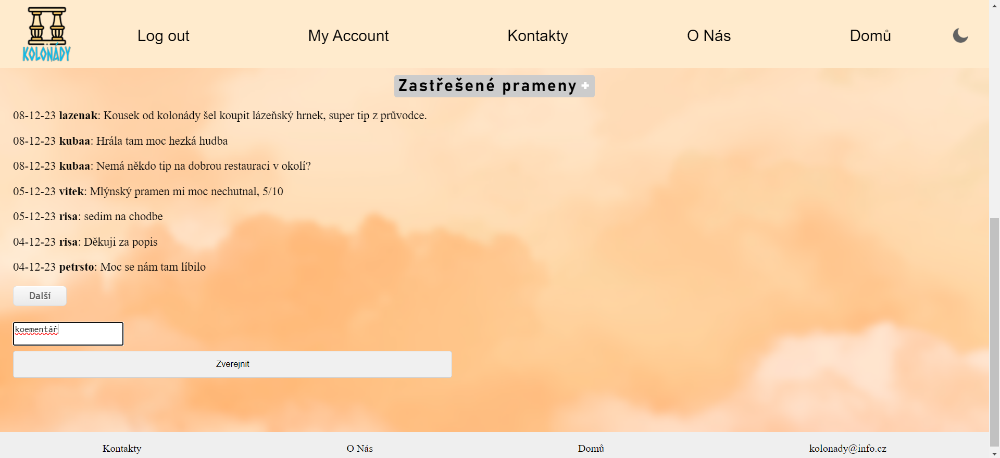 KOLONÁDY
Log out
My Account
Kontakty
O Nás
Domů
Zastřešené prameny +
08-12-23 lazenak: Kousek od kolonády šel koupit lázeňský hrnek, super tip z průvodce.
08-12-23 kubaa: Hrála tam moc hezká hudba
08-12-23 kubaa: Nemá někdo tip na dobrou restauraci v okolí?
05-12-23 vitek: Mlýnský pramen mi moc nechutnal, 5/10
05-12-23 risa: sedim na chodbe
04-12-23 risa: Děkuji za popis
04-12-23 petrsto: Moc se nám tam líbilo
Další
koementář
Zverejnit
Kontakty
O Nás
Domů
kolonady@info.cz